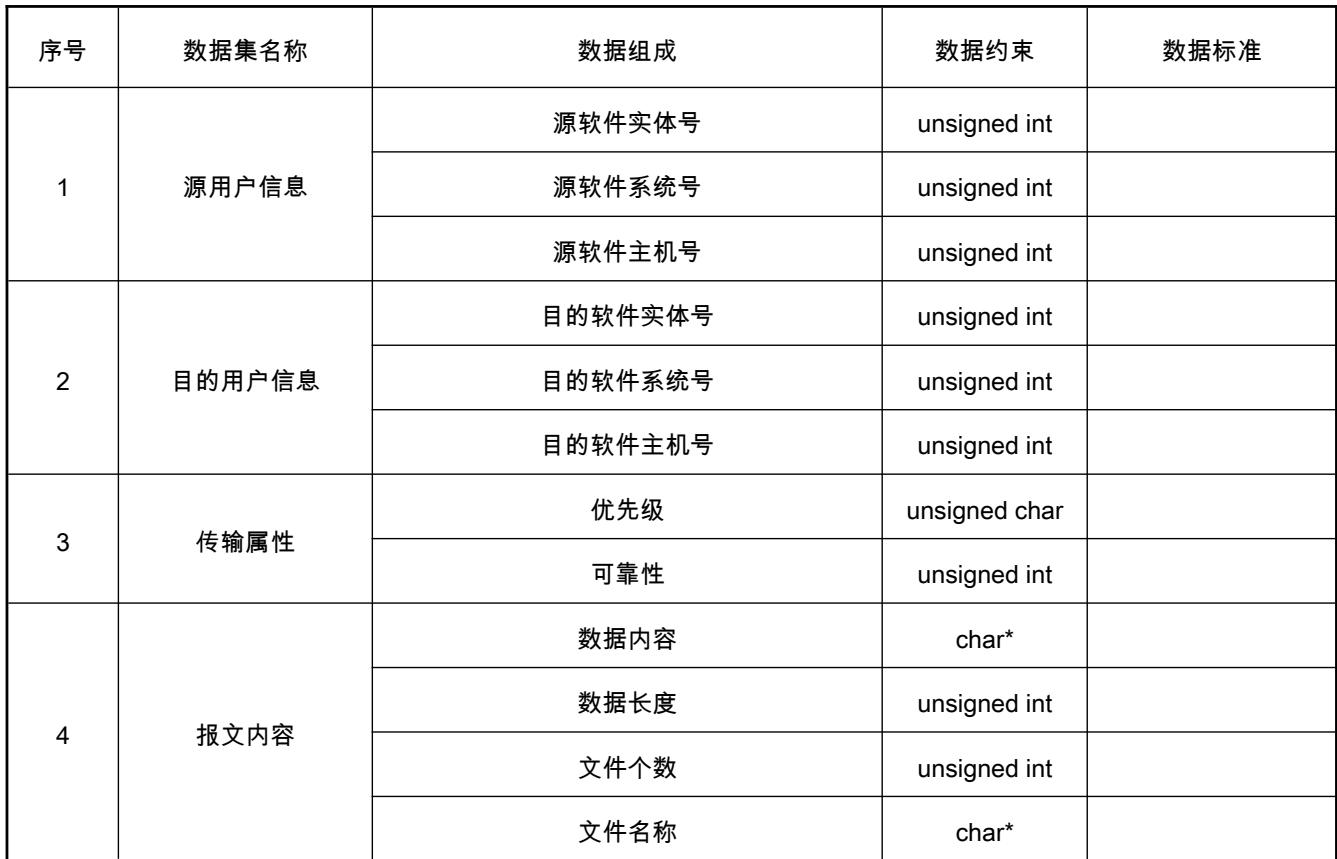 序号 数据集名称 数据组成 数据约束 数据标准
源软件实体号 unsigned int
1 源用户信息 源软件系统号 unsigned int
源软件主机号 unsigned int
目的软件实体号 unsigned int
2 目的用户信息 目的软件系统号 unsigned int
目的软件主机号 unsigned int
3 传输属性 优先级 unsigned char
可靠性 unsigned int
数据内容 char*
数据长度 unsigned int
4 报文内容
文件个数 unsigned int
文件名称 char*